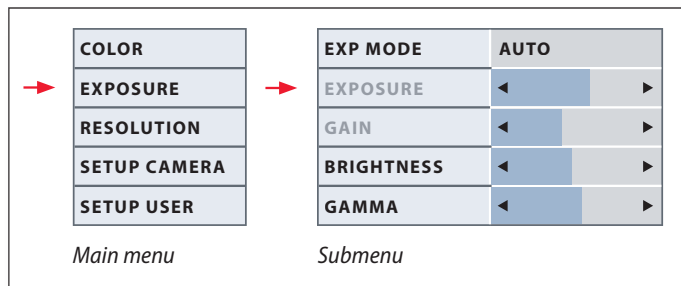 COLOR
EXPOSURE
RESOLUTION
SETUP CAMERA
SETUP USER
Main menu
EXP MODE AUTO
EXPOSURE
GAIN
BRIGHTNESS
GAMMA
Submenu